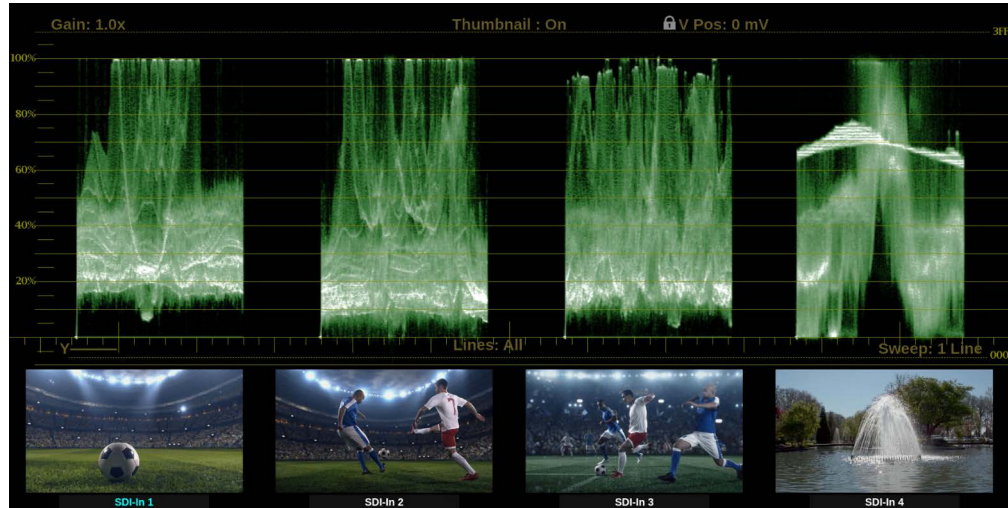 Gain: 1.0x Thumbnail : On V Pos: 0 mV
3FF
100%
80%
60%
40%
20%
Y Lines: All Sweep: 1 Line
000
SDI-In 1 SDI-In 2 SDI-In 3 SDI-In 4